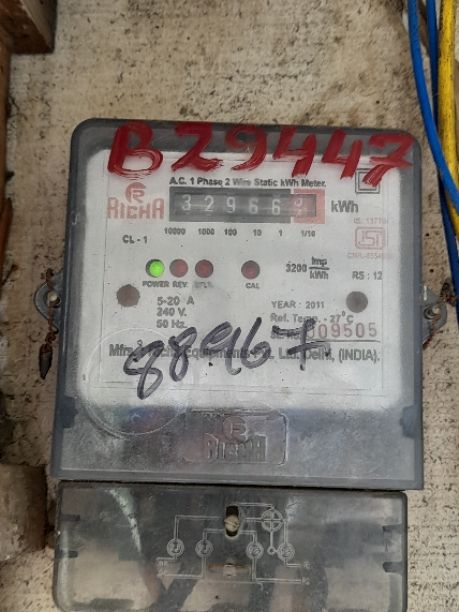 B29447
A.C. 1 Phase 2 Wire Static kWh Meter.
RICHA
32966
kWh
10000 1000 100 10 1 1/10
CL - 1
3200 Imp/kWh
RS : 12
POWER REV. CAL
5-20 A
240 V.
50 Hz.
YEAR : 2011
Ref. Temp. - 27°C
009505
88967
(INDIA).
RICHA